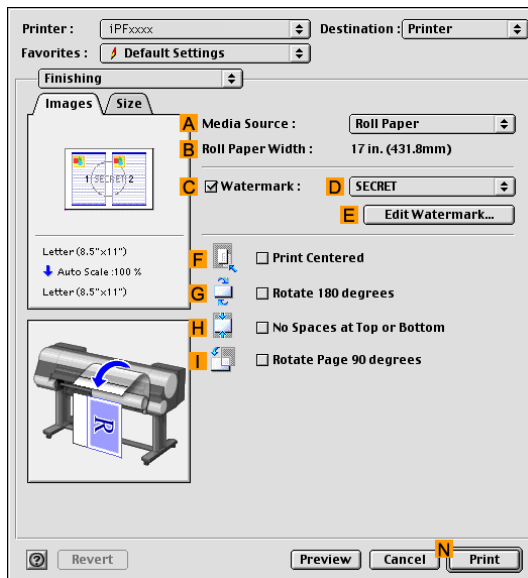 Printer : iPFxxxx Destination : Printer
Favorites : Default Settings
Finishing
Images Size
A Media Source : Roll Paper
B Roll Paper Width : 17 in. (431.8mm)
C Watermark : D SECRET
E Edit Watermark...
1 SECRET 2
Letter (8.5"x11")
Auto Scale :100 %
Letter (8.5"x11")
F Print Centered
G Rotate 180 degrees
H No Spaces at Top or Bottom
I Rotate Page 90 degrees
R
? Revert Preview Cancel N Print